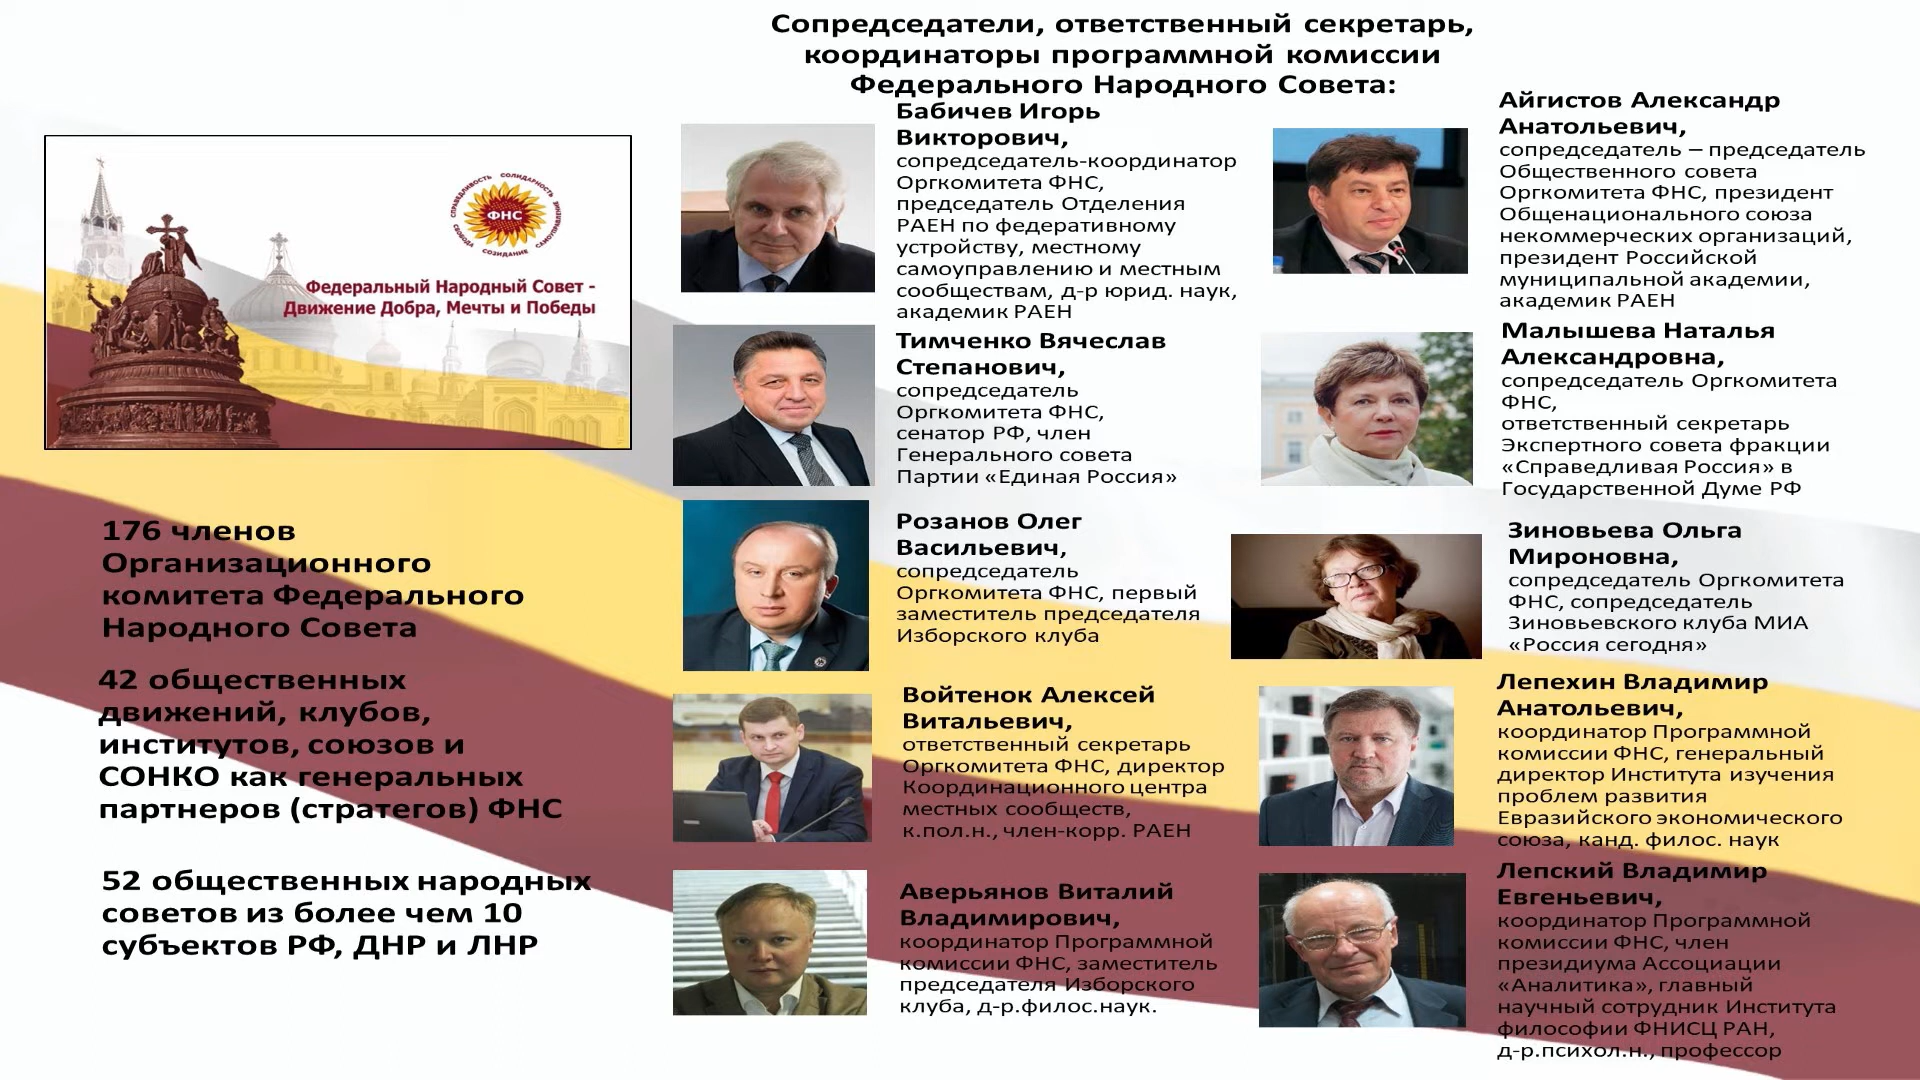 Сопредседатели, ответственный секретарь,
координаторы программной комиссии
Федерального Народного Совета:
СПРАВЕДЛИВОСТЬ СОЛИДАРНОСТЬ САМОУПРАВЛЕНИЕ СОЗИДАНИЕ СВОБОДА
ФНС
Федеральный Народный Совет -
Движение Добра, Мечты и Победы
176 членов
Организационного
комитета Федерального
Народного Совета
42 общественных
движений, клубов,
институтов, союзов и
СОНКО как генеральных
партнеров (стратегов) ФНС
52 общественных народных
советов из более чем 10
субъектов РФ, ДНР и ЛНР
Бабичев Игорь
Викторович,
сопредседатель-координатор
Оргкомитета ФНС,
председатель Отделения
РАЕН по федеративному
устройству, местному
самоуправлению и местным
сообществам, д-р юрид. наук,
академик РАЕН
Айгистов Александр
Анатольевич,
сопредседатель – председатель
Общественного совета
Оргкомитета ФНС, президент
Общенационального союза
некоммерческих организаций,
президент Российской
муниципальной академии,
академик РАЕН
Тимченко Вячеслав
Степанович,
сопредседатель
Оргкомитета ФНС,
сенатор РФ, член
Генерального совета
Партии «Единая Россия»
Малышева Наталья
Александровна,
сопредседатель Оргкомитета
ФНС,
ответственный секретарь
Экспертного совета фракции
«Справедливая Россия» в
Государственной Думе РФ
Розанов Олег
Васильевич,
сопредседатель
Оргкомитета ФНС, первый
заместитель председателя
Изборского клуба
Зиновьева Ольга
Мироновна,
сопредседатель Оргкомитета
ФНС, сопредседатель
Зиновьевского клуба МИА
«Россия сегодня»
Войтенок Алексей
Витальевич,
ответственный секретарь
Оргкомитета ФНС, директор
Координационного центра
местных сообществ,
к.пол.н., член-корр. РАЕН
Лепехин Владимир
Анатольевич,
координатор Программной
комиссии ФНС, генеральный
директор Института изучения
проблем развития
Евразийского экономического
союза, канд. филос. наук
Аверьянов Виталий
Владимирович,
координатор Программной
комиссии ФНС, заместитель
председателя Изборского
клуба, д-р.филос.наук.
Лепский Владимир
Евгеньевич,
координатор Программной
комиссии ФНС, член
президиума Ассоциации
«Аналитика», главный
научный сотрудник Института
философии ФНИСЦ РАН,
д-р.психол.н., профессор